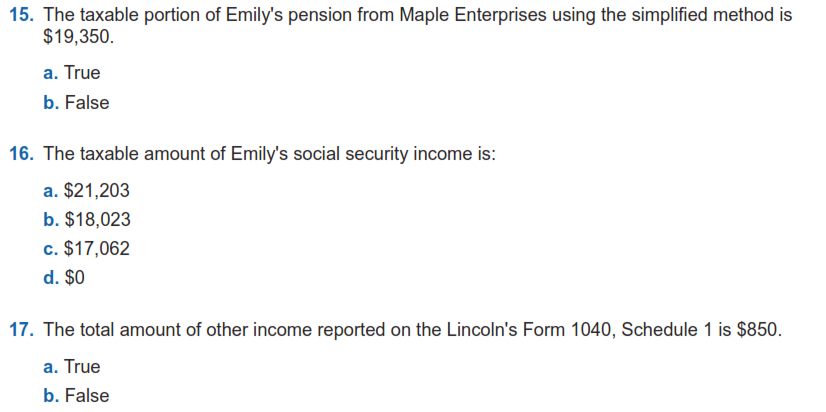 15. The taxable portion of Emily's pension from Maple Enterprises using the simplified method is
$19,350.
a. True
b. False
16. The taxable amount of Emily's social security income is:
a. $21,203
b. $18,023
c. $17,062
d. $0
17. The total amount of other income reported on the Lincoln's Form 1040, Schedule 1 is $850.
a. True
b. False